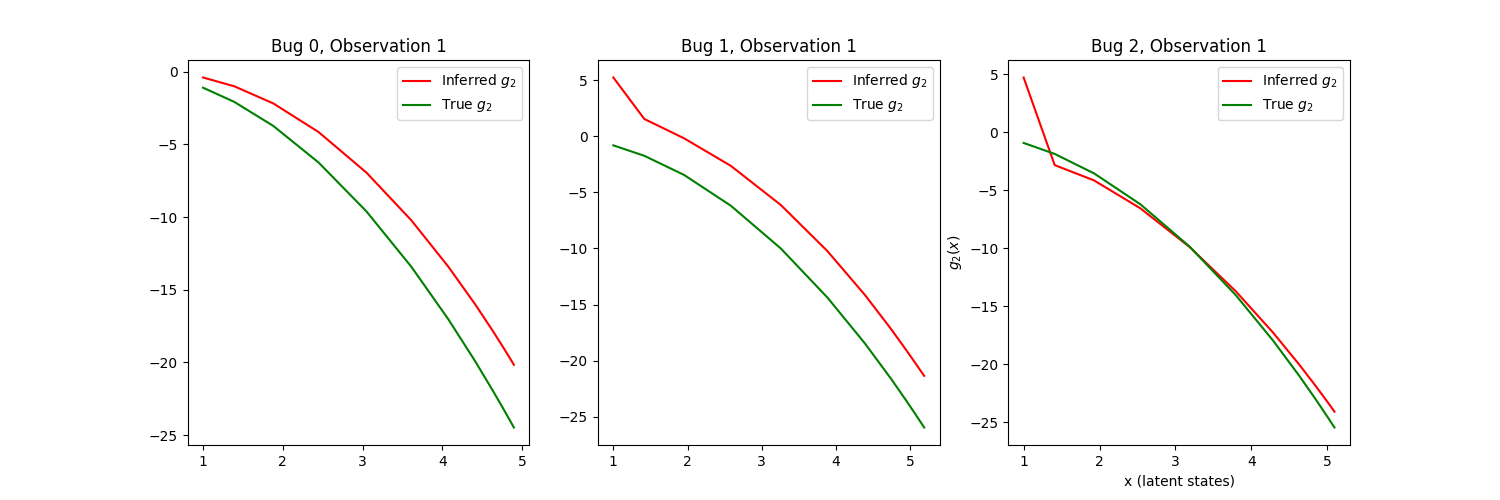 Bug 0, Observation 1
Inferred g₂
True g₂
0
−5
−10
−15
−20
−25
1 2 3 4 5
Bug 1, Observation 1
Inferred g₂
True g₂
5
0
−5
−10
−15
−20
−25
1 2 3 4 5
Bug 2, Observation 1
Inferred g₂
True g₂
g₂(x)
5
0
−5
−10
−15
−20
−25
1 2 3 4 5
x (latent states)